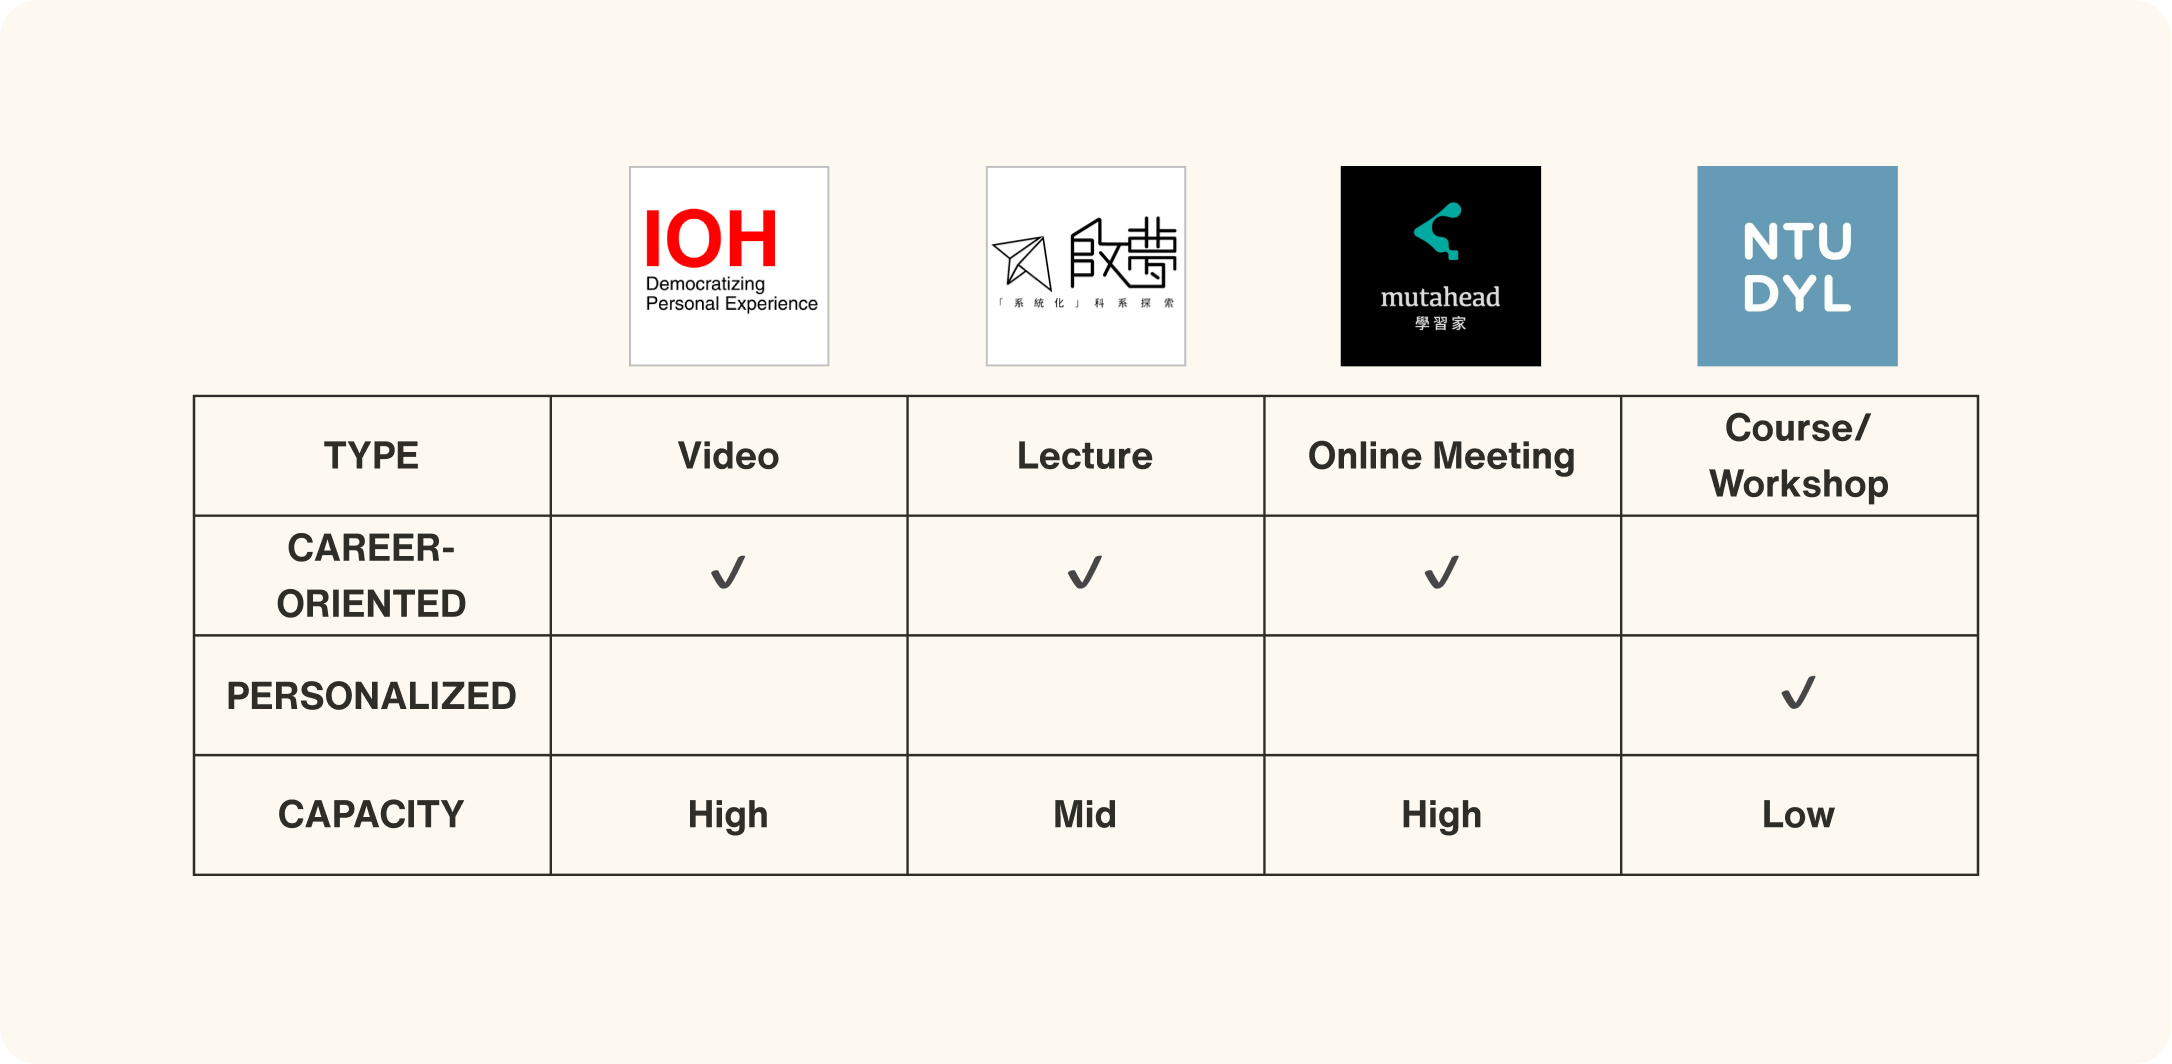 IOH
Democratizing
Personal Experience
啟夢
「系統化」科系探索
mutahead
學習家
NTU
DYL
TYPE
Video
Lecture
Online Meeting
Course/
Workshop
CAREER-
ORIENTED
✓
✓
✓
PERSONALIZED
✓
CAPACITY
High
Mid
High
Low